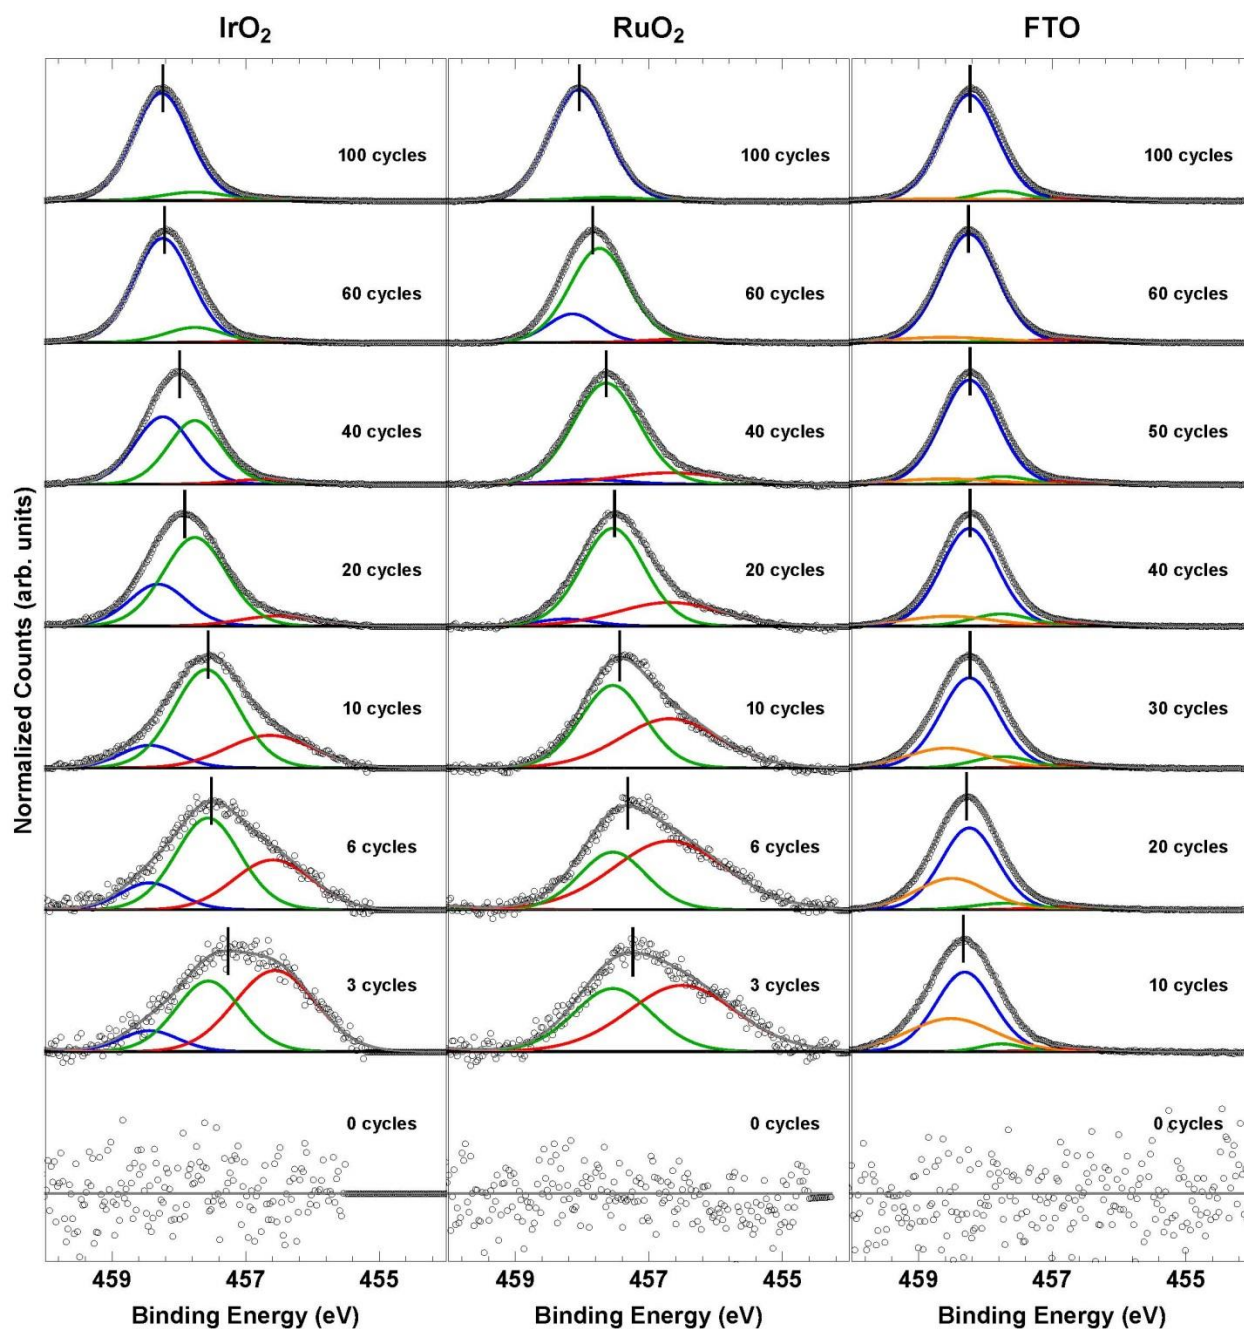 IrO₂ RuO₂ FTO
100 cycles 100 cycles 100 cycles
60 cycles 60 cycles 60 cycles
40 cycles 40 cycles 50 cycles
20 cycles 20 cycles 40 cycles
10 cycles 10 cycles 30 cycles
6 cycles 6 cycles 20 cycles
3 cycles 3 cycles 10 cycles
0 cycles 0 cycles 0 cycles
Normalized Counts (arb. units)
459 457 455 459 457 455 459 457 455
Binding Energy (eV) Binding Energy (eV) Binding Energy (eV)